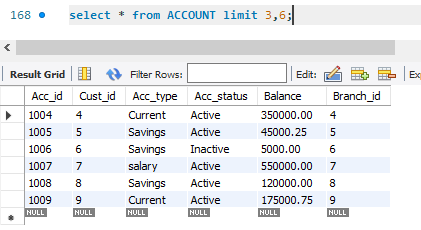 168 select * from ACCOUNT limit 3,6;
Result Grid Filter Rows: Edit:
Acc_id Cust_id Acc_type Acc_status Balance Branch_id
1004 4 Current Active 350000.00 4
1005 5 Savings Active 45000.25 5
1006 6 Savings Inactive 5000.00 6
1007 7 salary Active 550000.00 7
1008 8 Savings Active 120000.00 8
1009 9 Current Active 175000.75 9
NULL NULL NULL NULL NULL NULL